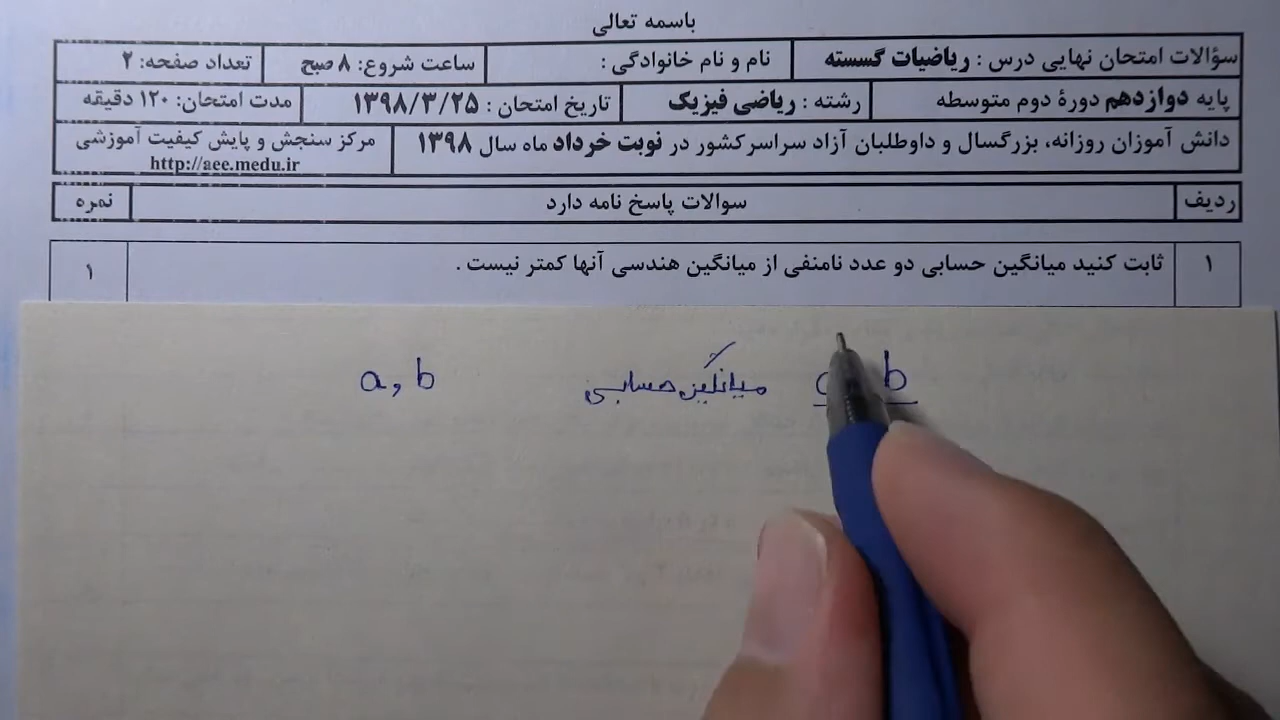 باسمه تعالی
سؤالات امتحان نهایی درس : ریاضیات گسسته نام و نام خانوادگی : ساعت شروع: ۸ صبح تعداد صفحه: ۲
پایه دوازدهم دورهٔ دوم متوسطه رشته : ریاضی فیزیک تاریخ امتحان : ۱۳۹۸/۳/۲۵ مدت امتحان: ۱۲۰ دقیقه
دانش آموزان روزانه، بزرگسال و داوطلبان آزاد سراسرکشور در نوبت خرداد ماه سال ۱۳۹۸ مرکز سنجش و پایش کیفیت آموزشی
http://aee.medu.ir
ردیف سوالات پاسخ نامه دارد نمره
۱ ثابت کنید میانگین حسابی دو عدد نامنفی از میانگین هندسی آنها کمتر نیست . ۱
a, b میانگین حسابی b